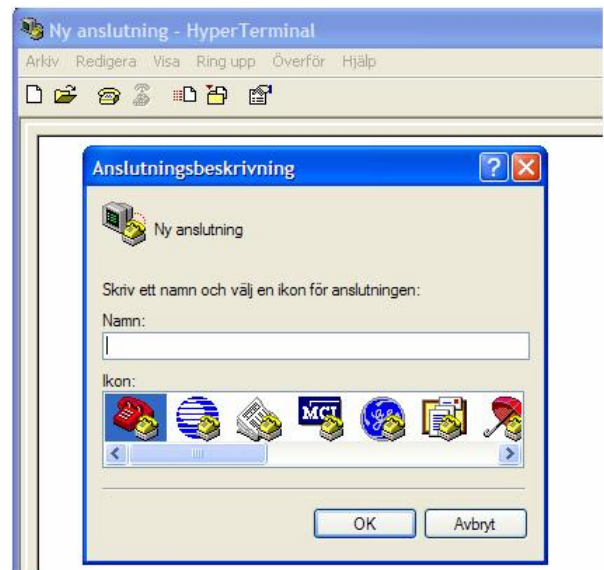 Ny anslutning - HyperTerminal
Arkiv Redigera Visa Ring upp Överför Hjälp
Anslutningsbeskrivning
Ny anslutning
Skriv ett namn och välj en ikon för anslutningen:
Namn:
Ikon:
MCI
OK Avbryt